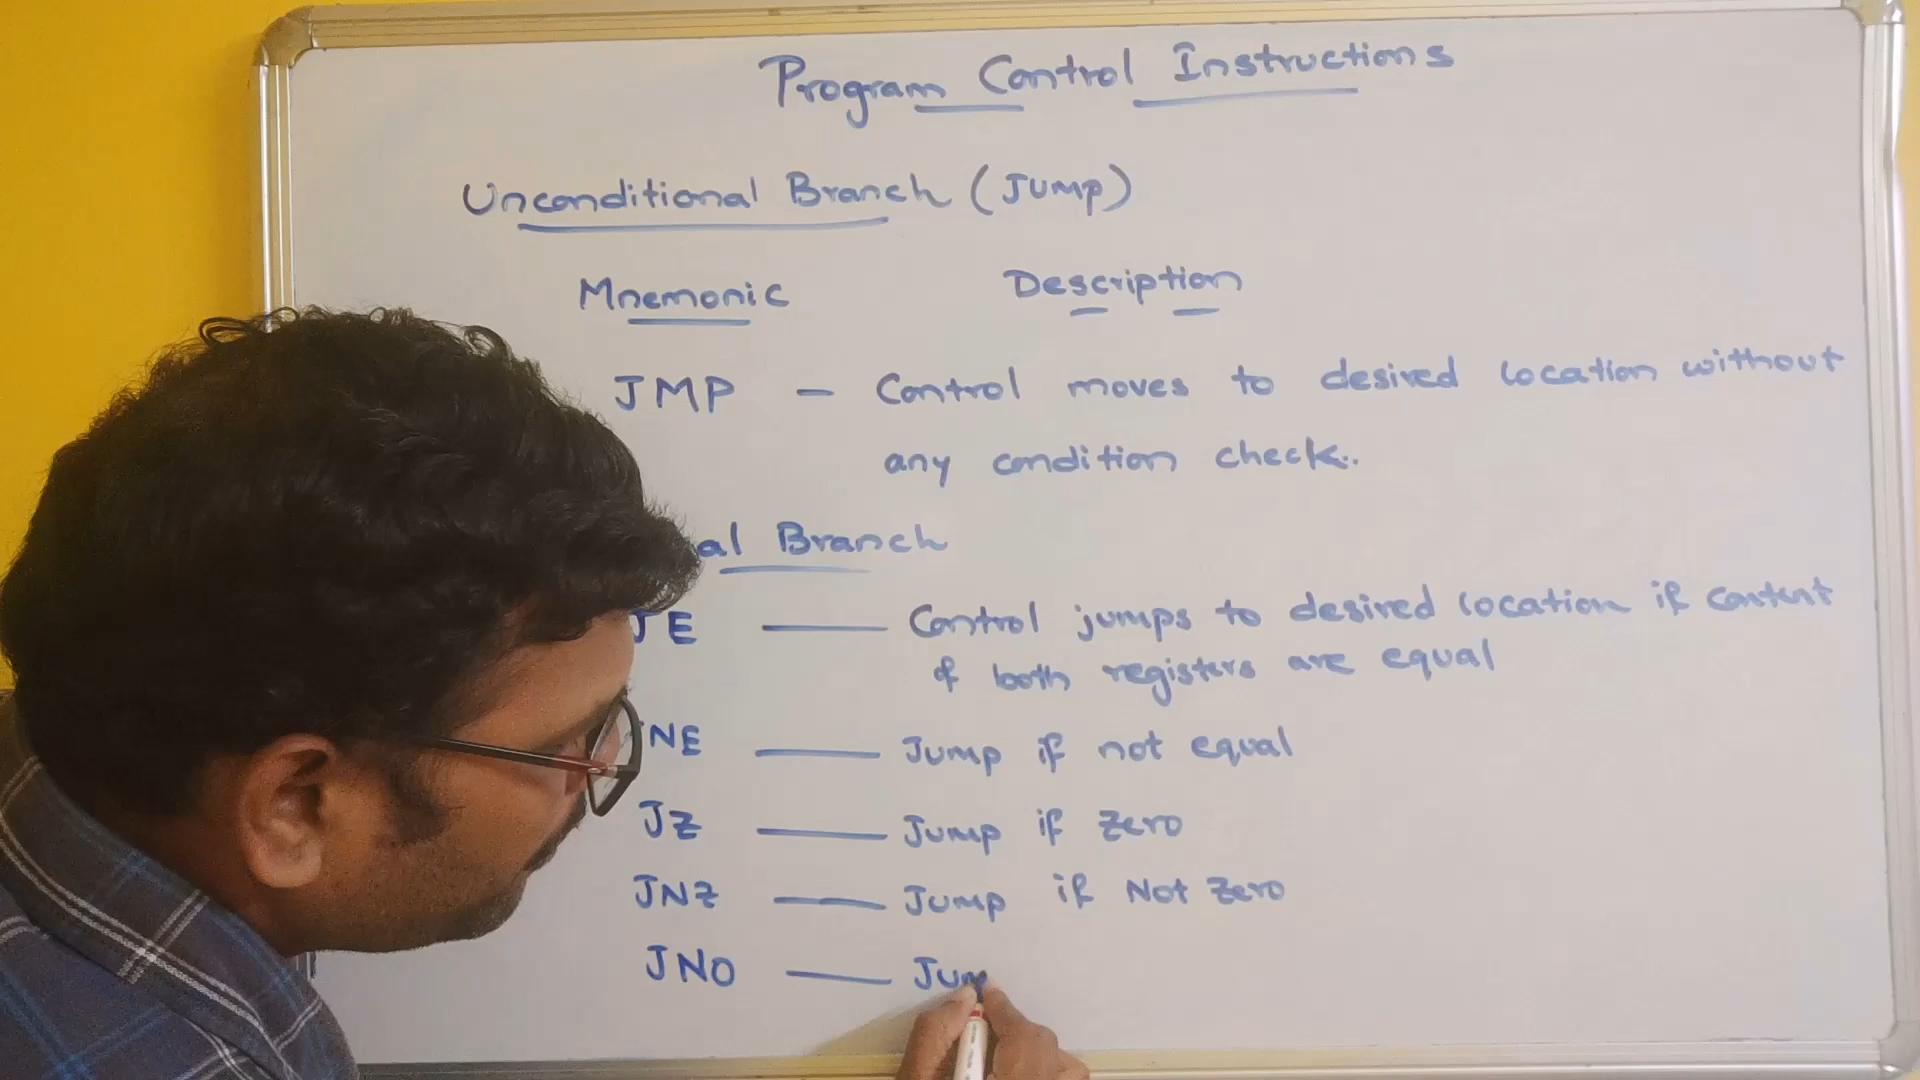 Program Control Instructions
Unconditional Branch (Jump)
Mnemonic Description
JMP - Control moves to desired location without
any condition check..
al Branch
JE — Control jumps to desired location if content
of both registers are equal
NE — Jump if not equal
JZ — Jump if zero
JNZ — Jump if Not zero
JNO — Jum